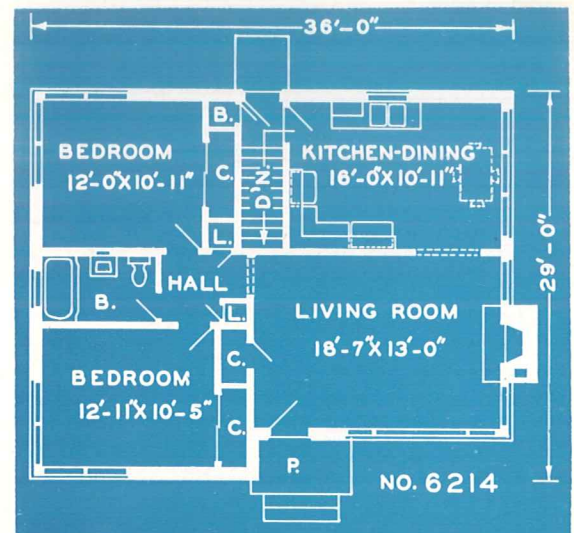 36'-0"
B.
BEDROOM
12'-0"X10'-11"
C.
D'N.
KITCHEN-DINING
16'-0"X10'-11"
L.
29'-0"
B.
HALL
L.
LIVING ROOM
18'-7"X13'-0"
C.
BEDROOM
12'-11"X10'-5"
C.
P.
NO. 6214